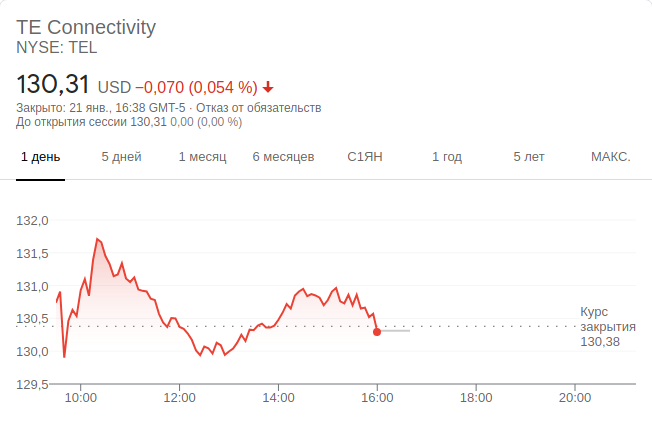 TE Connectivity
NYSE: TEL
130,31 USD −0,070 (0,054 %)
Закрыто: 21 янв., 16:38 GMT-5 · Отказ от обязательств
До открытия сессии 130,31 0,00 (0,00 %)
1 день 5 дней 1 месяц 6 месяцев С1ЯН 1 год 5 лет МАКС.
132,0
131,5
131,0
130,5
130,0
129,5
Курс
закрытия
130,38
10:00 12:00 14:00 16:00 18:00 20:00